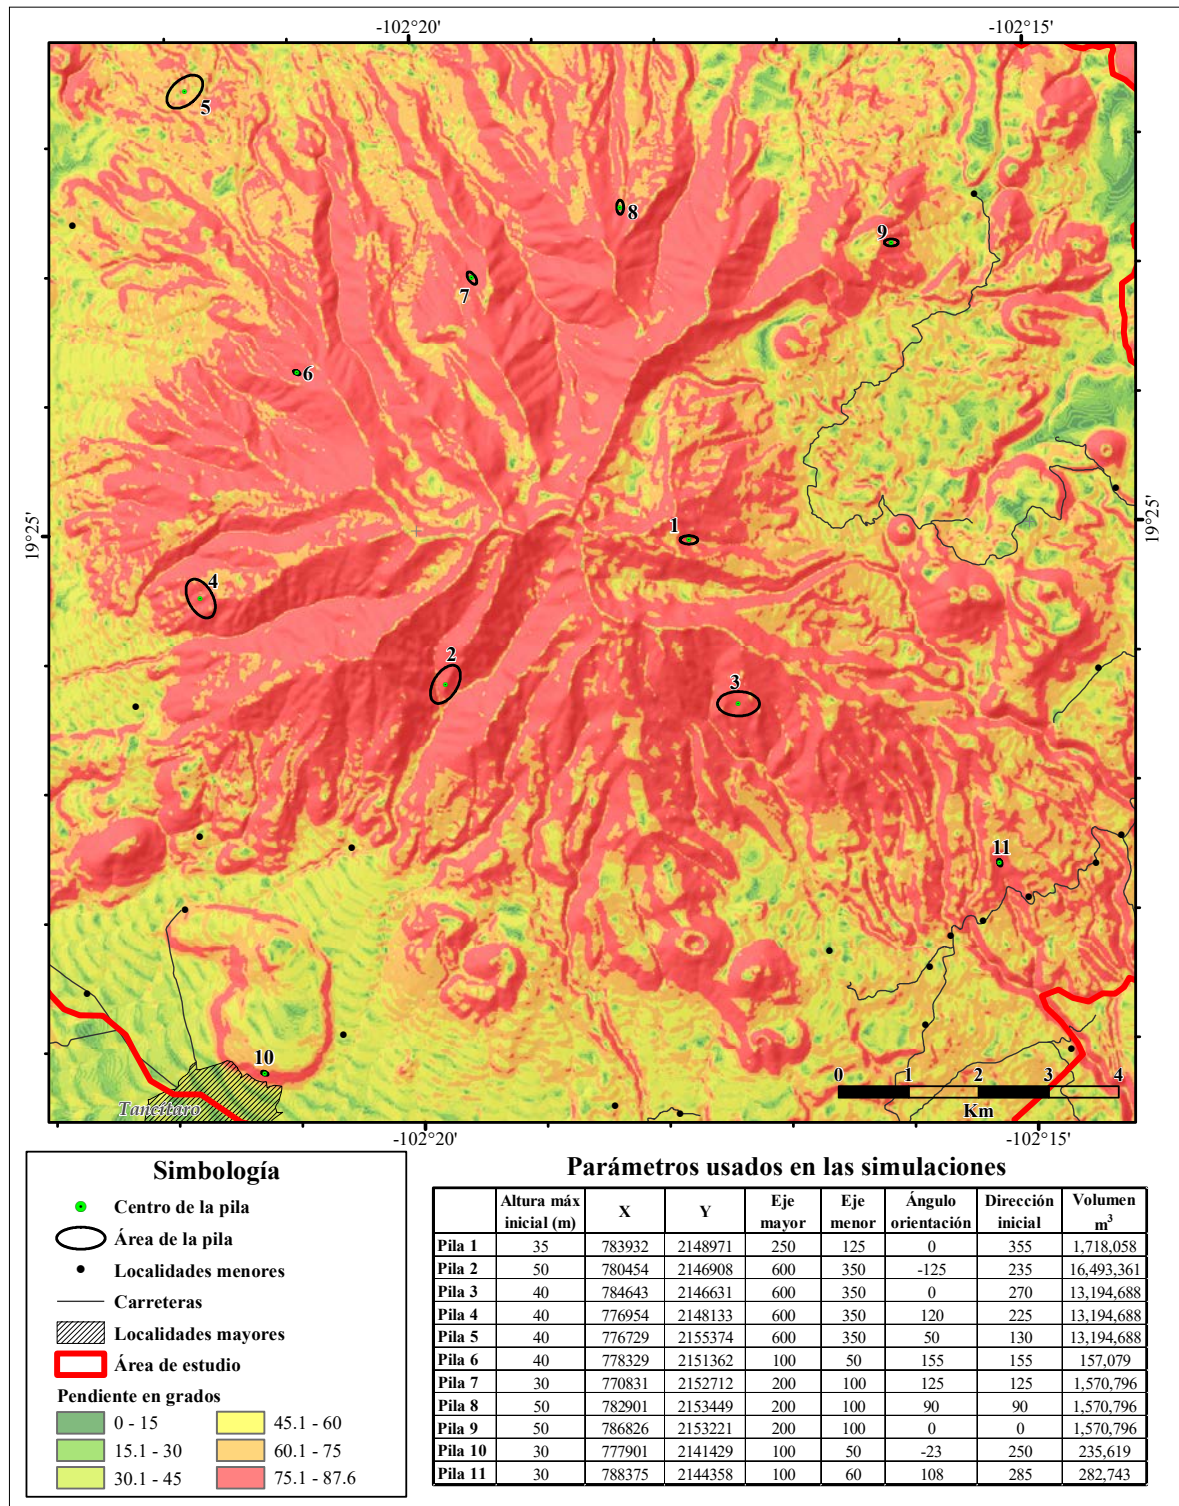 -102°20' -102°15'
5
8
9
7
6
19°25' 19°25'
1
4
2
3
11
10
Tancítaro
0 1 2 3 4
Km
-102°20' -102°15'
Simbología
Centro de la pila
Área de la pila
Localidades menores
Carreteras
Localidades mayores
Área de estudio
Pendiente en grados
0 - 15 45.1 - 60
15.1 - 30 60.1 - 75
30.1 - 45 75.1 - 87.6
Parámetros usados en las simulaciones
Altura máx inicial (m) X Y Eje mayor Eje menor Ángulo orientación Dirección inicial Volumen m³
Pila 1 35 783932 2148971 250 125 0 355 1,718,058
Pila 2 50 780454 2146908 600 350 -125 235 16,493,361
Pila 3 40 784643 2146631 600 350 0 270 13,194,688
Pila 4 40 776954 2148133 600 350 120 225 13,194,688
Pila 5 40 776729 2155374 600 350 50 130 13,194,688
Pila 6 40 778329 2151362 100 50 155 155 157,079
Pila 7 30 770831 2152712 200 100 125 125 1,570,796
Pila 8 50 782901 2153449 200 100 90 90 1,570,796
Pila 9 50 786826 2153221 200 100 0 0 1,570,796
Pila 10 30 777901 2141429 100 50 -23 250 235,619
Pila 11 30 788375 2144358 100 60 108 285 282,743